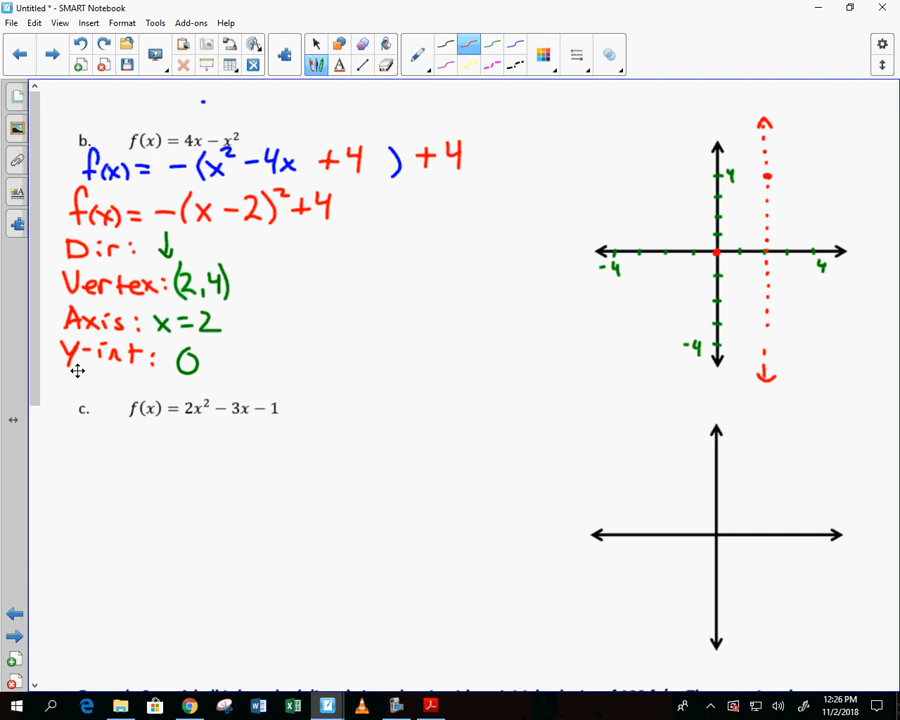 Untitled * - SMART Notebook
File Edit View Insert Format Tools Add-ons Help
b. f(x) = 4x − x²
f(x) = −(x² − 4x + 4 ) + 4
f(x) = −(x − 2)² + 4
Dir: ↓
Vertex: (2,4)
Axis: x = 2
Y-int: 0
4
-4
4
-4
c. f(x) = 2x² − 3x − 1
12:26 PM
11/2/2018